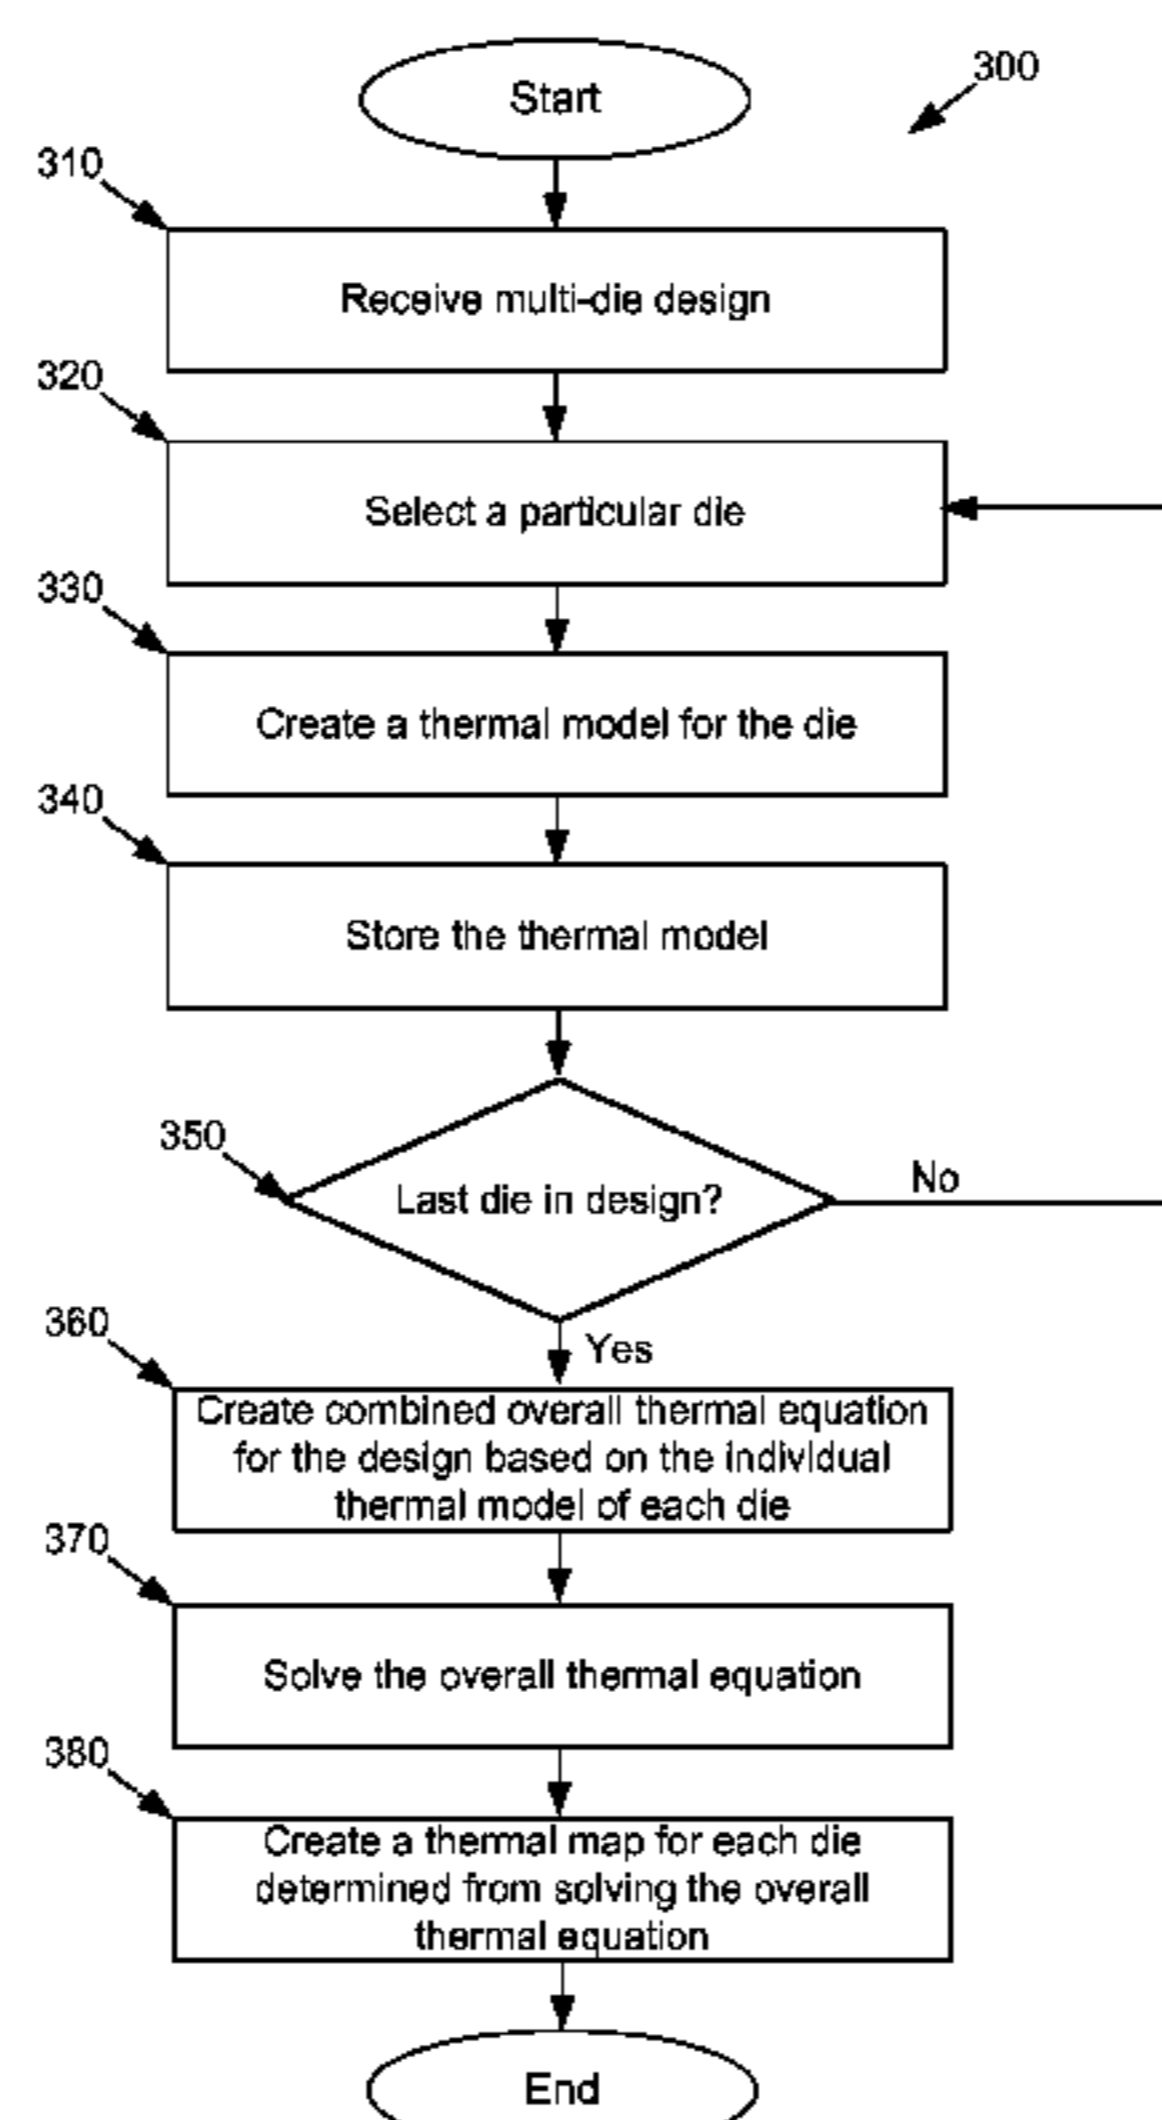 Start
300
310
Receive multi-die design
320
Select a particular die
330
Create a thermal model for the die
340
Store the thermal model
350
Last die in design?
No
Yes
360
Create combined overall thermal equation
for the design based on the individual
thermal model of each die
370
Solve the overall thermal equation
380
Create a thermal map for each die
determined from solving the overall
thermal equation
End